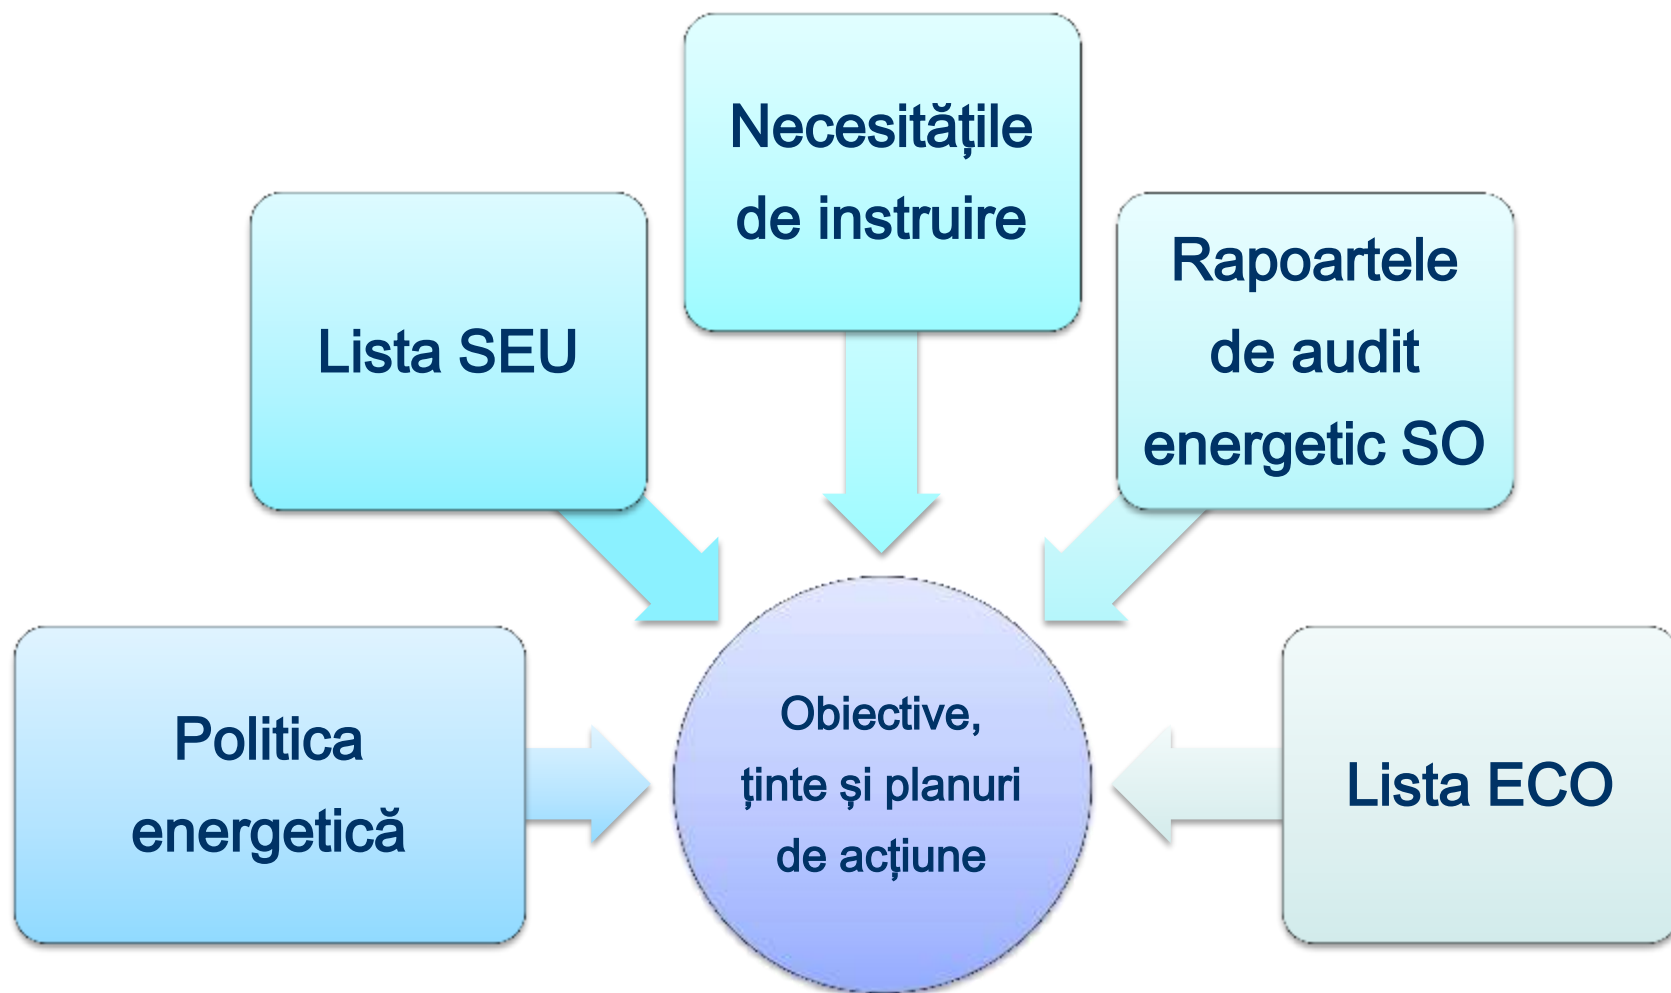 Necesitățile
de instruire
Lista SEU
Rapoartele
de audit
energetic SO
Politica
energetică
Obiective,
ținte și planuri
de acțiune
Lista ECO